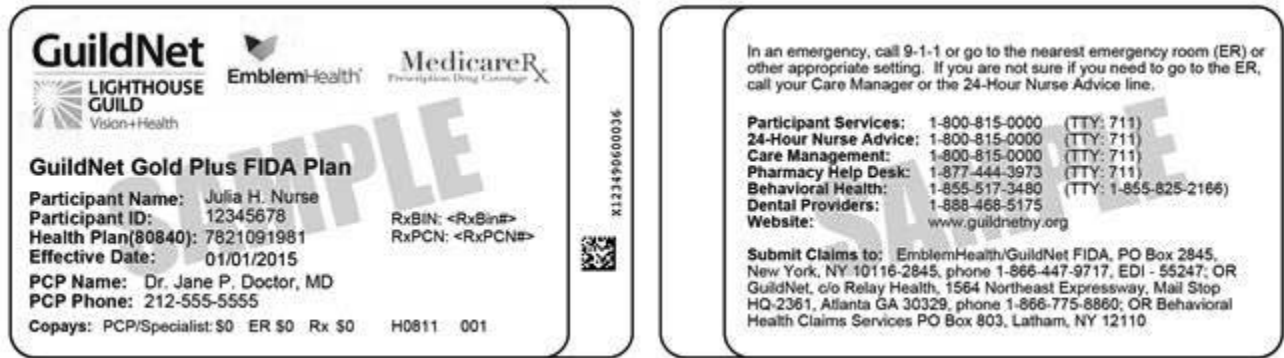 GuildNet
LIGHTHOUSE
GUILD
Vision+Health
EmblemHealth®
MedicareRx
Prescription Drug Coverage
SAMPLE
GuildNet Gold Plus FIDA Plan
Participant Name: Julia H. Nurse
Participant ID: 12345678
Health Plan(80840): 7821091981
Effective Date: 01/01/2015
RxBIN: <RxBin#>
RxPCN: <RxPCN#>
PCP Name: Dr. Jane P. Doctor, MD
PCP Phone: 212-555-5555
Copays: PCP/Specialist:$0 ER $0 Rx $0 H0811 001
X123490600036
SAMPLE
In an emergency, call 9-1-1 or go to the nearest emergency room (ER) or
other appropriate setting. If you are not sure if you need to go to the ER,
call your Care Manager or the 24-Hour Nurse Advice line.
Participant Services: 1-800-815-0000 (TTY: 711)
24-Hour Nurse Advice: 1-800-815-0000 (TTY: 711)
Care Management: 1-800-815-0000 (TTY: 711)
Pharmacy Help Desk: 1-877-444-3973 (TTY: 711)
Behavioral Health: 1-855-517-3480 (TTY: 1-855-825-2166)
Dental Providers: 1-888-468-5175
Website: www.guildnetny.org
Submit Claims to: EmblemHealth/GuildNet FIDA, PO Box 2845,
New York, NY 10116-2845, phone 1-866-447-9717, EDI - 55247; OR
GuildNet, c/o Relay Health, 1564 Northeast Expressway, Mail Stop
HQ-2361, Atlanta GA 30329, phone 1-866-775-8860; OR Behavioral
Health Claims Services PO Box 803, Latham, NY 12110